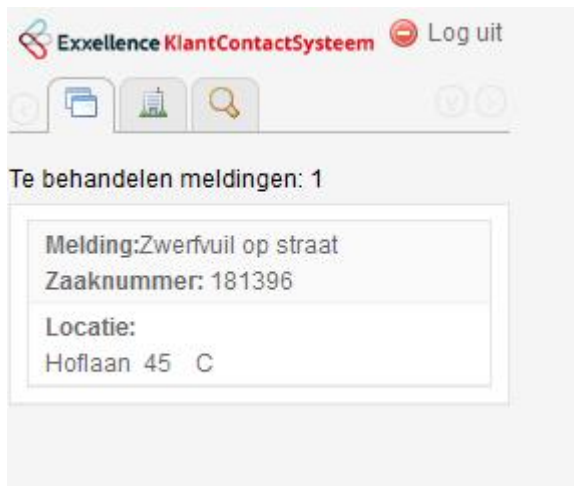 Exxellence KlantContactSysteem Log uit
Te behandelen meldingen: 1
Melding:Zwerfvuil op straat
Zaaknummer: 181396
Locatie:
Hoflaan 45 C